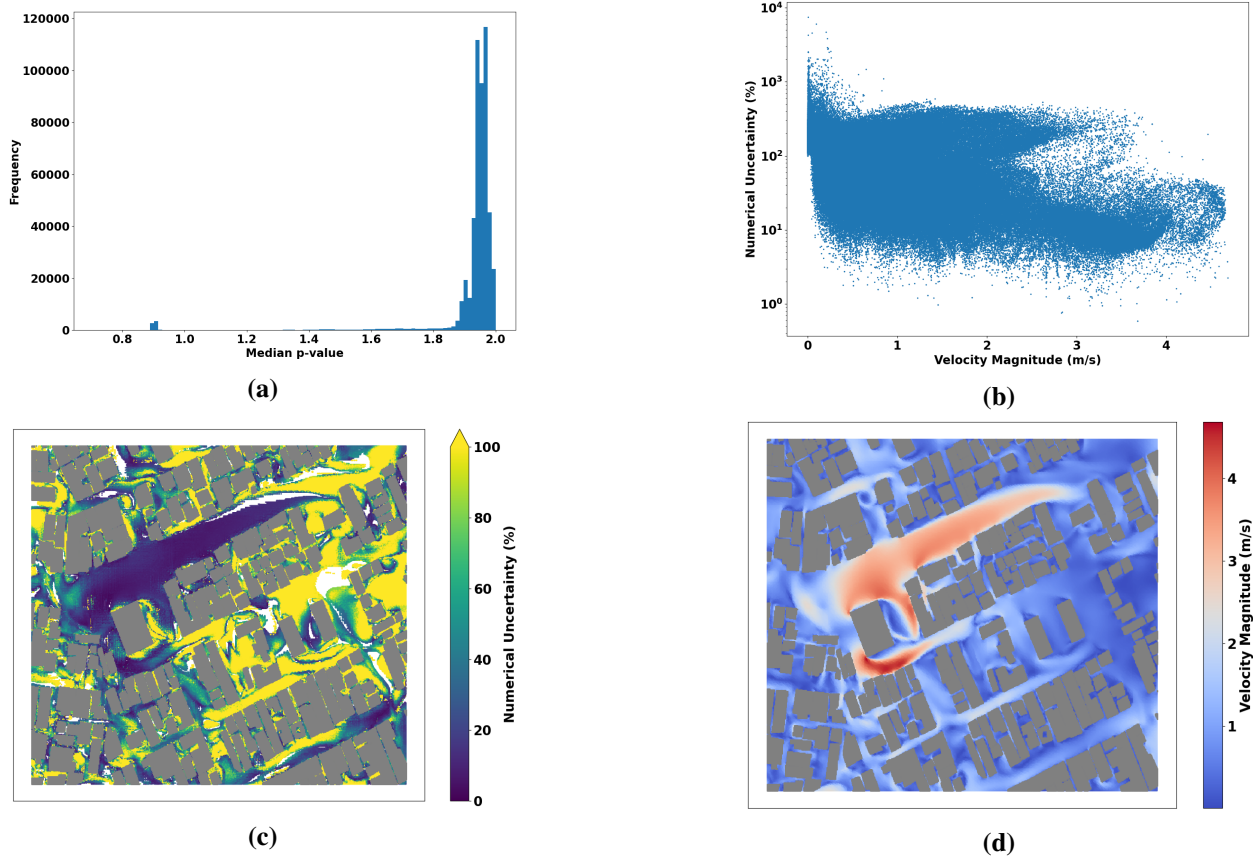 120000
100000
80000
60000
40000
20000
0
Frequency
0.8 1.0 1.2 1.4 1.6 1.8 2.0
Median p-value
(a)
10⁴
10³
10²
10¹
10⁰
Numerical Uncertainty (%)
0 1 2 3 4
Velocity Magnitude (m/s)
(b)
100
80
60
40
20
0
Numerical Uncertainty (%)
(c)
4
3
2
1
Velocity Magnitude (m/s)
(d)